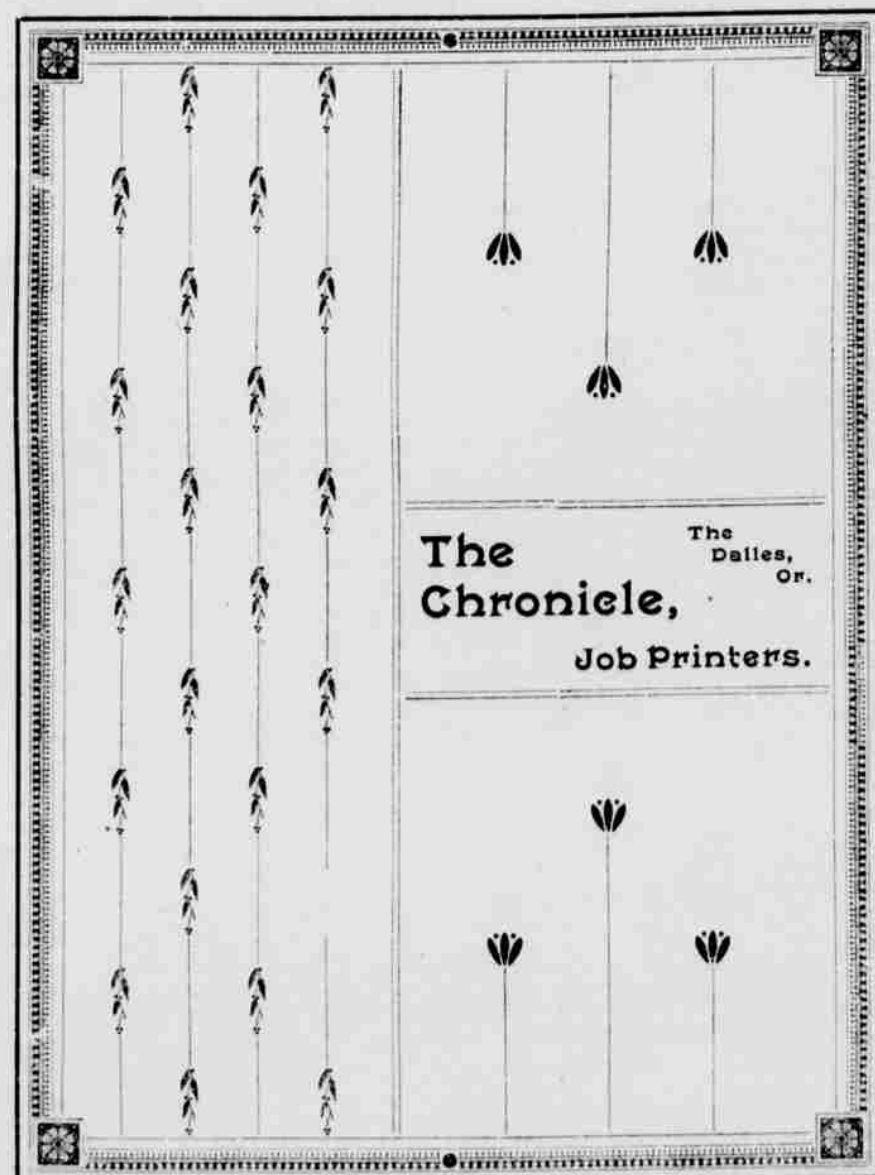 The
Chronicle,
The
Dalles,
Or.
Job Printers.